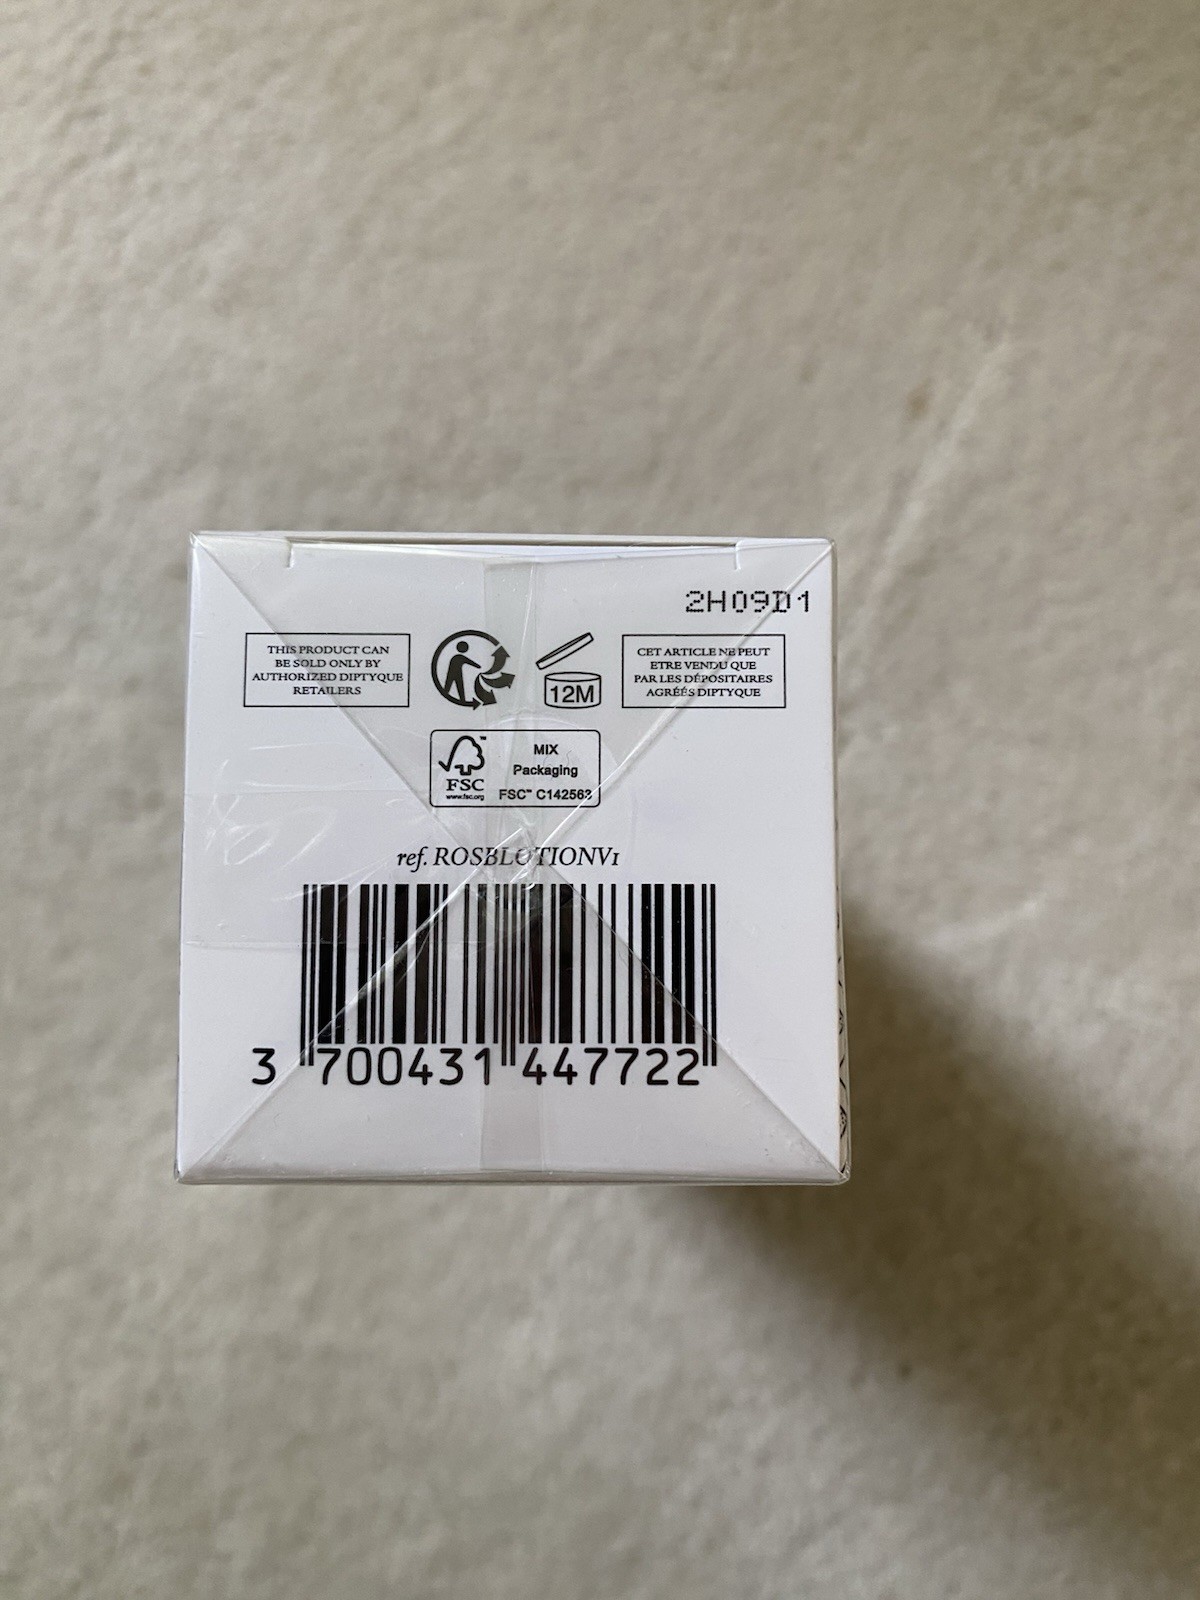 2H09D1
THIS PRODUCT CAN
BE SOLD ONLY BY
AUTHORIZED DIPTYQUE
RETAILERS
12M
CET ARTICLE NE PEUT
ETRE VENDU QUE
PAR LES DÉPOSITAIRES
AGRÉÉS DIPTYQUE
FSC™
www.fsc.org
MIX
Packaging
FSC™ C142563
ref. ROSBLOTIONV1
3 700431 447722